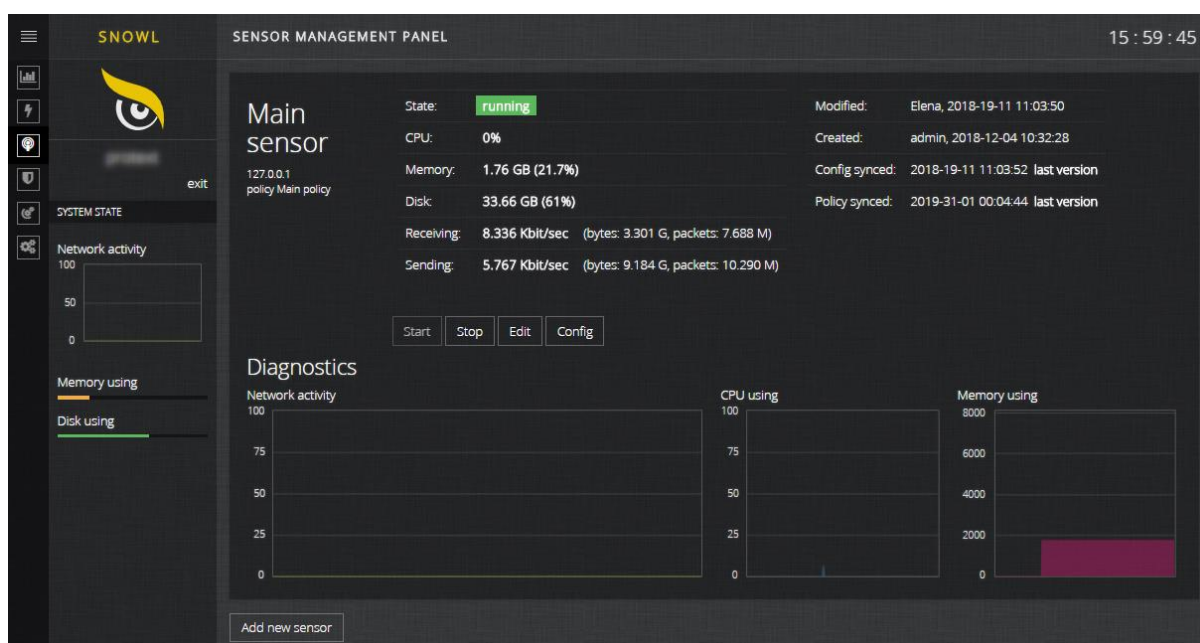 SNOWL
SENSOR MANAGEMENT PANEL
15 : 59 : 45
exit
SYSTEM STATE
Network activity
100
50
0
Memory using
Disk using
Main
sensor
127.0.0.1
policy Main policy
State: running
CPU: 0%
Memory: 1.76 GB (21.7%)
Disk: 33.66 GB (61%)
Receiving: 8.336 Kbit/sec (bytes: 3.301 G, packets: 7.688 M)
Sending: 5.767 Kbit/sec (bytes: 9.184 G, packets: 10.290 M)
Modified: Elena, 2018-19-11 11:03:50
Created: admin, 2018-12-04 10:32:28
Config synced: 2018-19-11 11:03:52 last version
Policy synced: 2019-31-01 00:04:44 last version
Start Stop Edit Config
Diagnostics
Network activity
100
75
50
25
0
CPU using
100
75
50
25
0
Memory using
8000
6000
4000
2000
0
Add new sensor